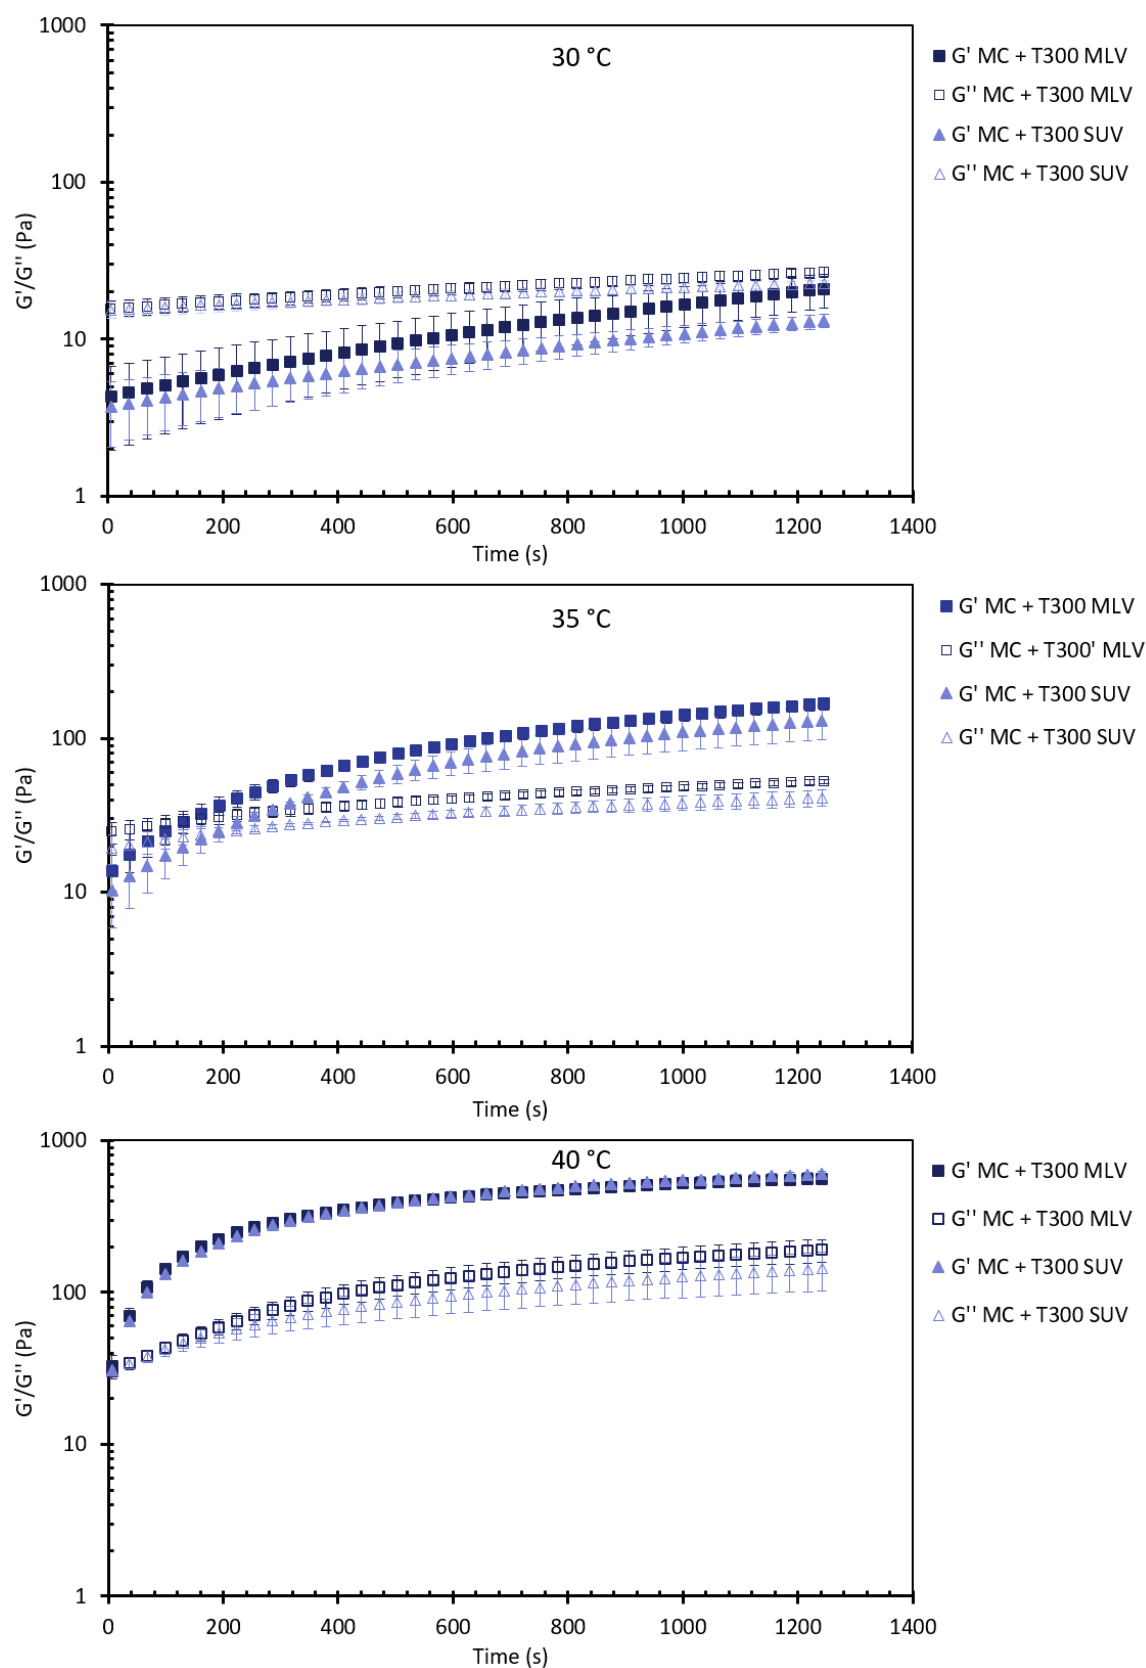 1000
30 °C
G' MC + T300 MLV
G'' MC + T300 MLV
G' MC + T300 SUV
G'' MC + T300 SUV
100
G'/G'' (Pa)
10
1
0 200 400 600 800 1000 1200 1400
Time (s)
1000
35 °C
G' MC + T300 MLV
G'' MC + T300' MLV
G' MC + T300 SUV
G'' MC + T300 SUV
100
G'/G'' (Pa)
10
1
0 200 400 600 800 1000 1200 1400
Time (s)
1000
40 °C
G' MC + T300 MLV
G'' MC + T300 MLV
G' MC + T300 SUV
G'' MC + T300 SUV
100
G'/G'' (Pa)
10
1
0 200 400 600 800 1000 1200 1400
Time (s)